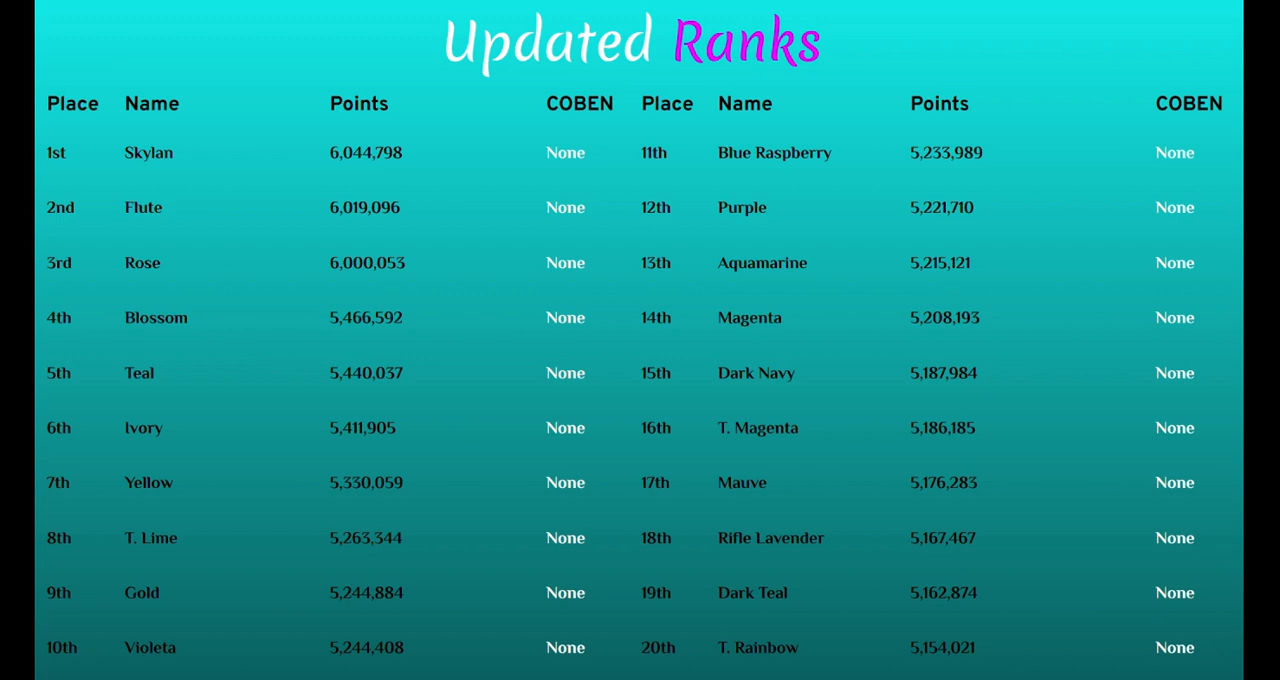 Updated Ranks
Place Name Points COBEN Place Name Points COBEN
1st Skylan 6,044,798 None 11th Blue Raspberry 5,233,989 None
2nd Flute 6,019,096 None 12th Purple 5,221,710 None
3rd Rose 6,000,053 None 13th Aquamarine 5,215,121 None
4th Blossom 5,466,592 None 14th Magenta 5,208,193 None
5th Teal 5,440,037 None 15th Dark Navy 5,187,984 None
6th Ivory 5,411,905 None 16th T. Magenta 5,186,185 None
7th Yellow 5,330,059 None 17th Mauve 5,176,283 None
8th T. Lime 5,263,344 None 18th Rifle Lavender 5,167,467 None
9th Gold 5,244,884 None 19th Dark Teal 5,162,874 None
10th Violeta 5,244,408 None 20th T. Rainbow 5,154,021 None